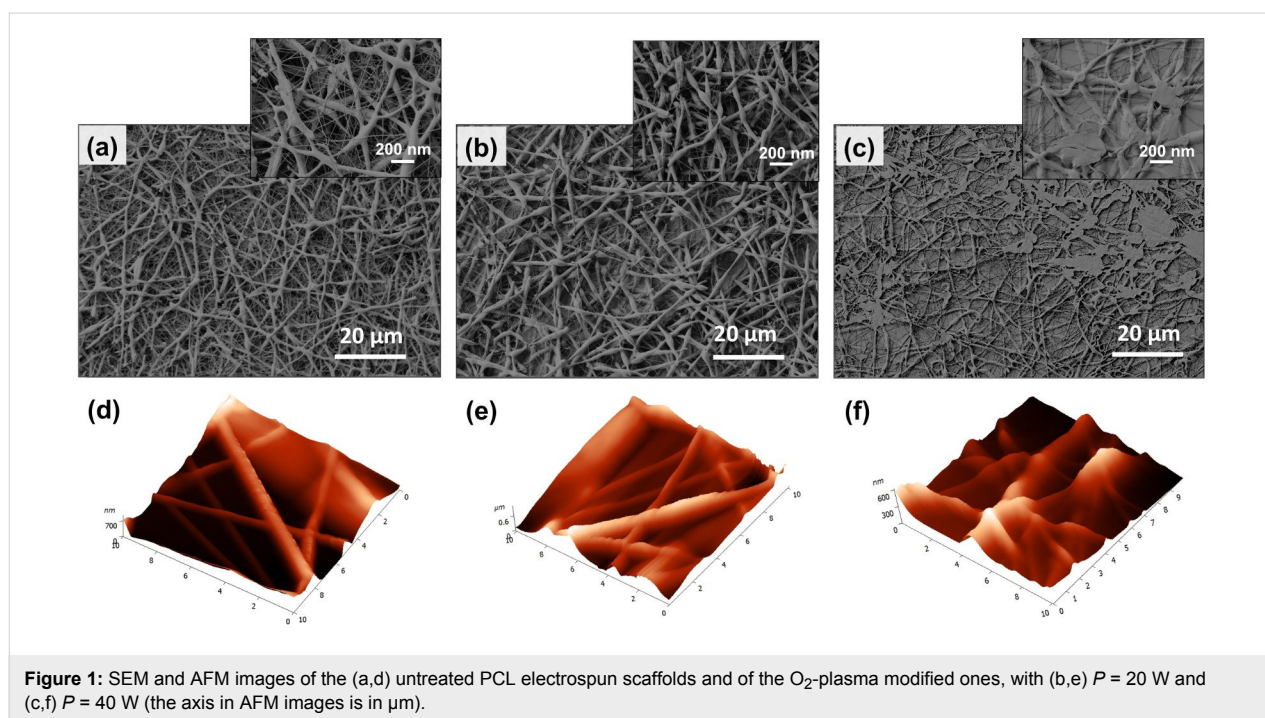 (a)
200 nm
20 µm
(b)
200 nm
20 µm
(c)
200 nm
20 µm
(d)
nm
700
0
10
8
6
4
2
0
0
2
4
6
8
10
(e)
µm
0.6
10
8
6
4
2
0
2
4
6
8
10
(f)
nm
600
300
0
2
4
6
8
10
0
1
2
3
4
5
6
7
8
9
Figure 1: SEM and AFM images of the (a,d) untreated PCL electrospun scaffolds and of the O₂-plasma modified ones, with (b,e) P = 20 W and
(c,f) P = 40 W (the axis in AFM images is in µm).